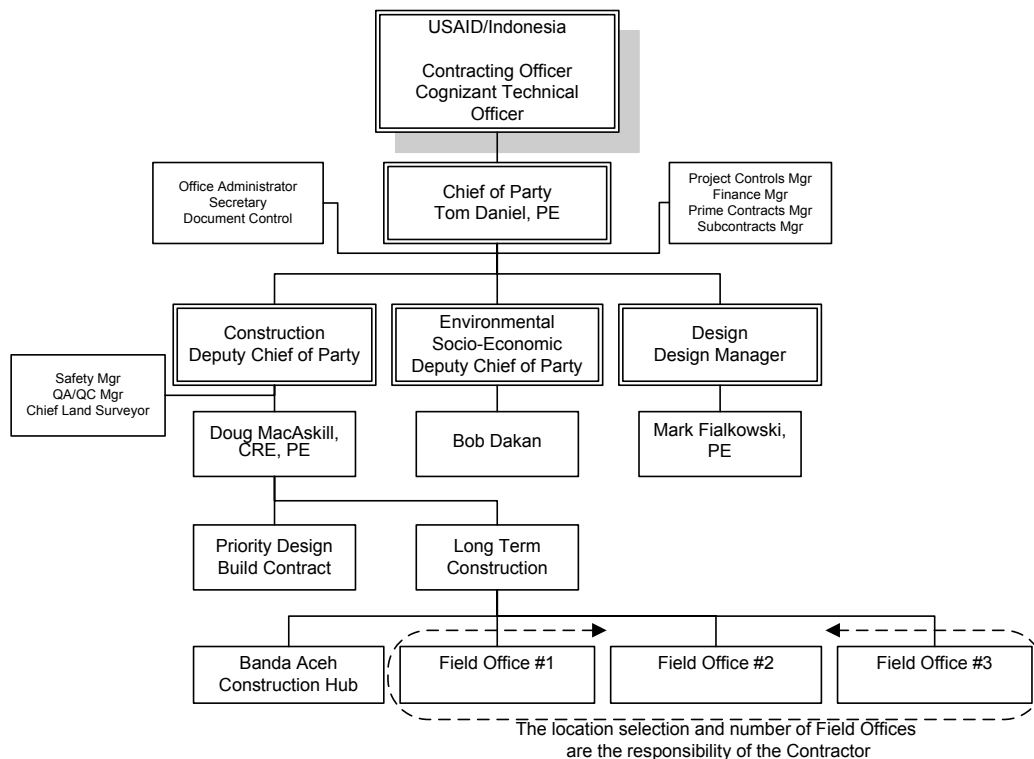 USAID/Indonesia
Contracting Officer
Cognizant Technical
Officer
Office Administrator
Secretary
Document Control
Chief of Party
Tom Daniel, PE
Project Controls Mgr
Finance Mgr
Prime Contracts Mgr
Subcontracts Mgr
Construction
Deputy Chief of Party
Environmental
Socio-Economic
Deputy Chief of Party
Design
Design Manager
Safety Mgr
QA/QC Mgr
Chief Land Surveyor
Doug MacAskill,
CRE, PE
Bob Dakan
Mark Fialkowski,
PE
Priority Design
Build Contract
Long Term
Construction
Banda Aceh
Construction Hub
Field Office #1
Field Office #2
Field Office #3
The location selection and number of Field Offices
are the responsibility of the Contractor